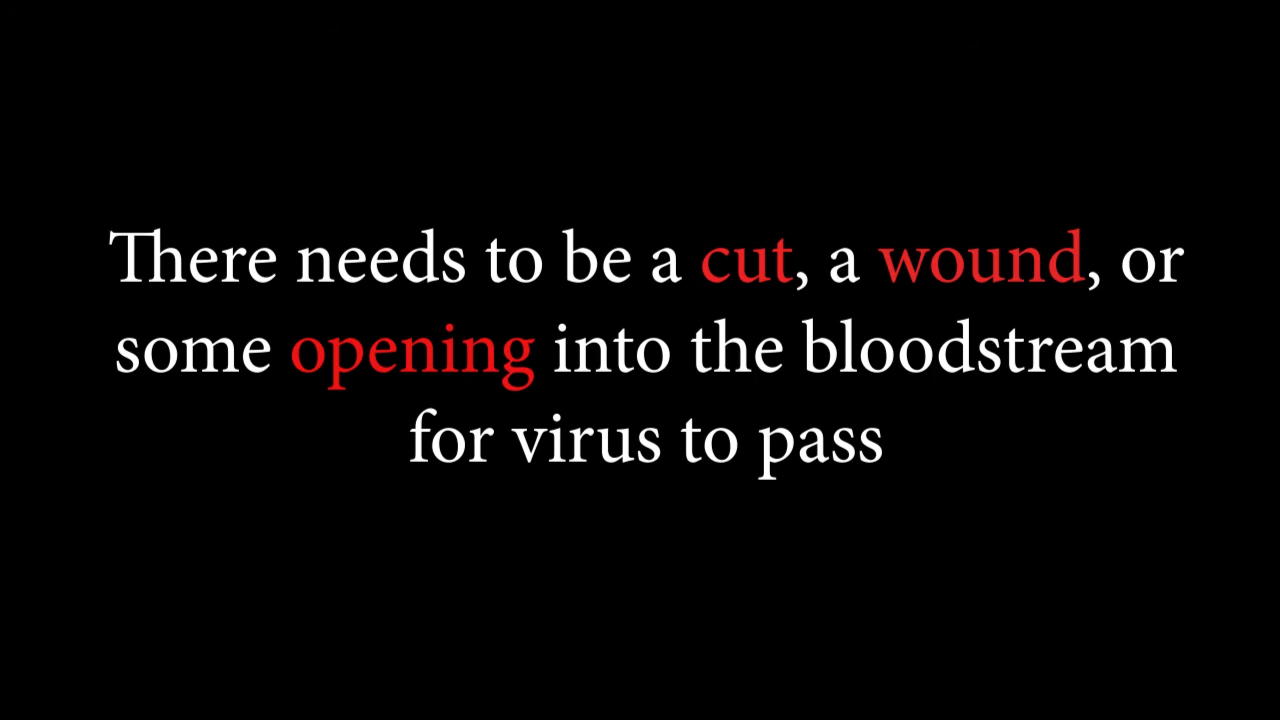 There needs to be a cut, a wound, or
some opening into the bloodstream
for virus to pass